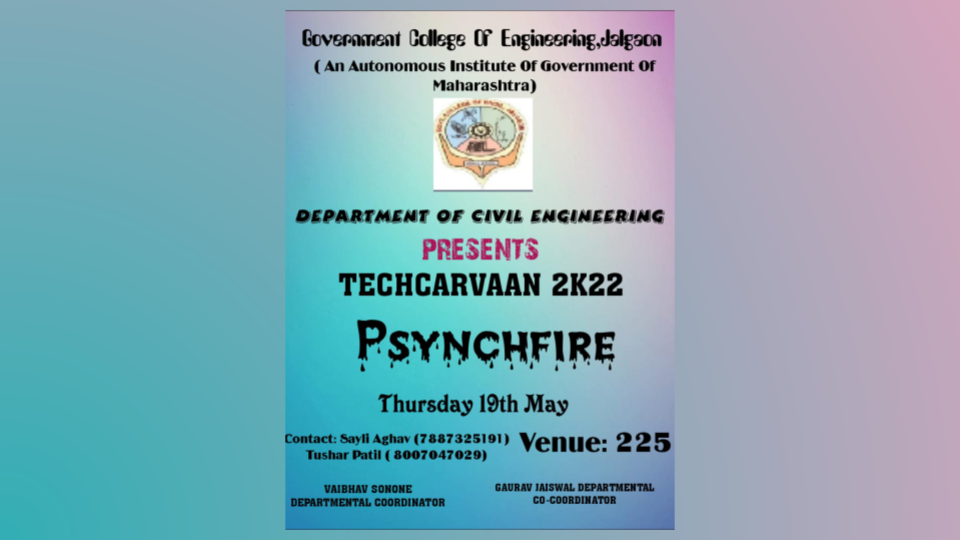 Government College Of Engineering,Jalgaon
( An Autonomous Institute Of Government Of
Maharashtra)
DEPARTMENT OF CIVIL ENGINEERING
PRESENTS
TECHCARVAAN 2K22
PSYNCHFIRE
Thursday 19th May
Contact: Sayli Aghav (7887325191)
Tushar Patil ( 8007047029)
Venue: 225
VAIBHAV SONONE
DEPARTMENTAL COORDINATOR
GAURAV JAISWAL DEPARTMENTAL
CO-COORDINATOR